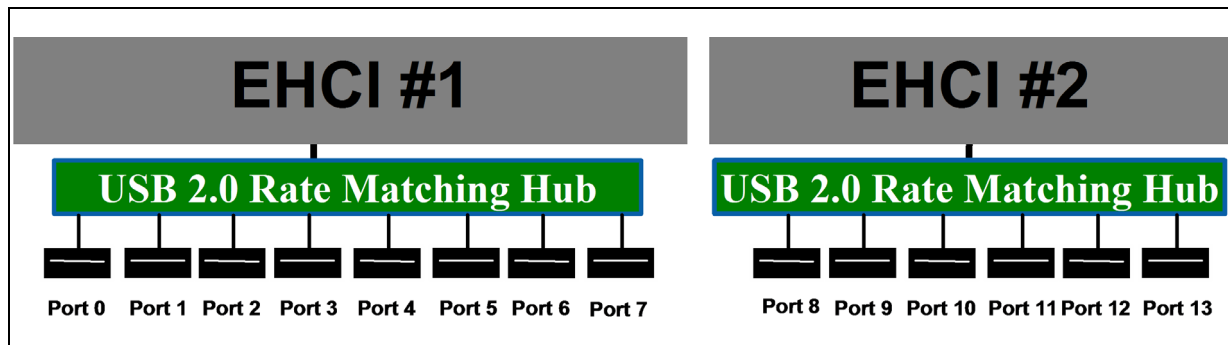 EHCI #1
EHCI #2
USB 2.0 Rate Matching Hub
USB 2.0 Rate Matching Hub
Port 0 Port 1 Port 2 Port 3 Port 4 Port 5 Port 6 Port 7
Port 8 Port 9 Port 10 Port 11 Port 12 Port 13